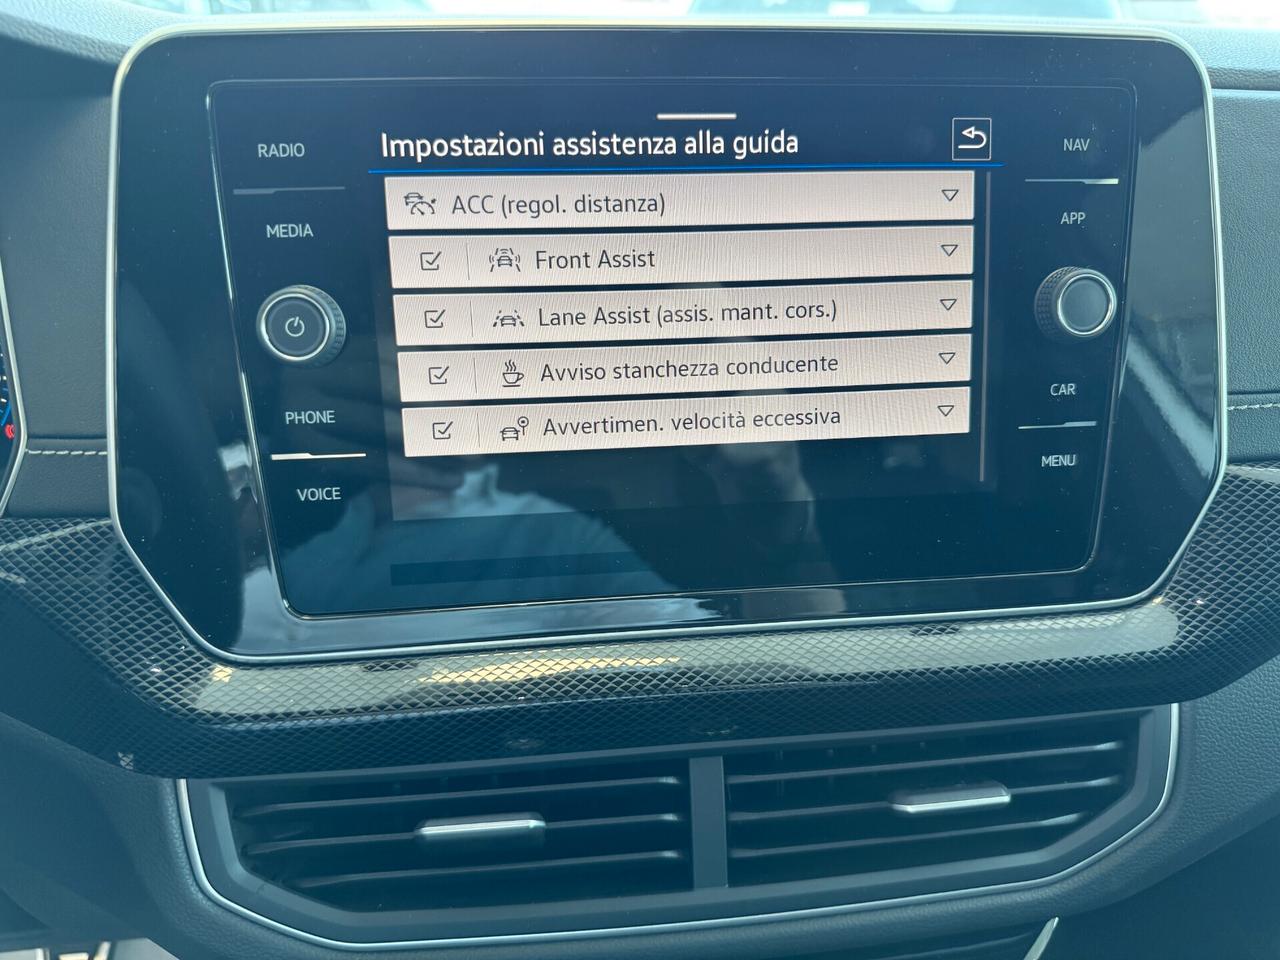 Impostazioni assistenza alla guida
RADIO
MEDIA
PHONE
VOICE
ACC (regol. distanza)
Front Assist
Lane Assist (assis. mant. cors.)
Avviso stanchezza conducente
Avvertimen. velocità eccessiva
NAV
APP
CAR
MENU